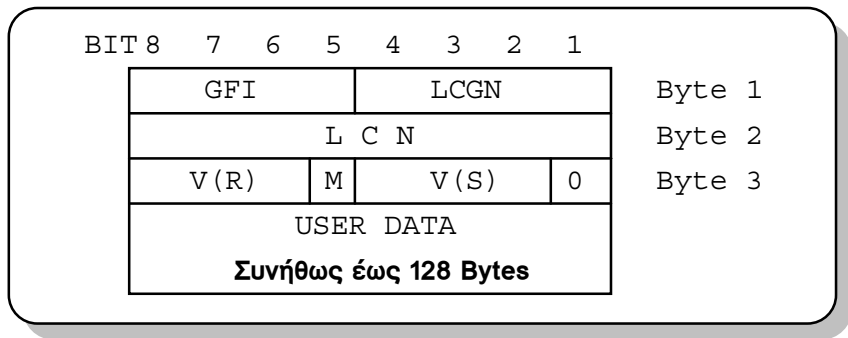 BIT 8 7 6 5 4 3 2 1
GFI LCGN Byte 1
L C N Byte 2
V(R) M V(S) 0 Byte 3
USER DATA
Συνήθως έως 128 Bytes